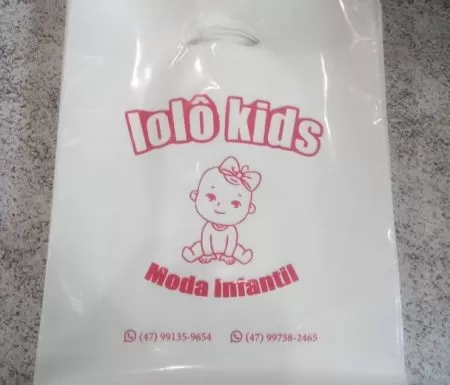 lolô kids
Moda Infantil
(47) 99135-9654 (47) 99758-2465